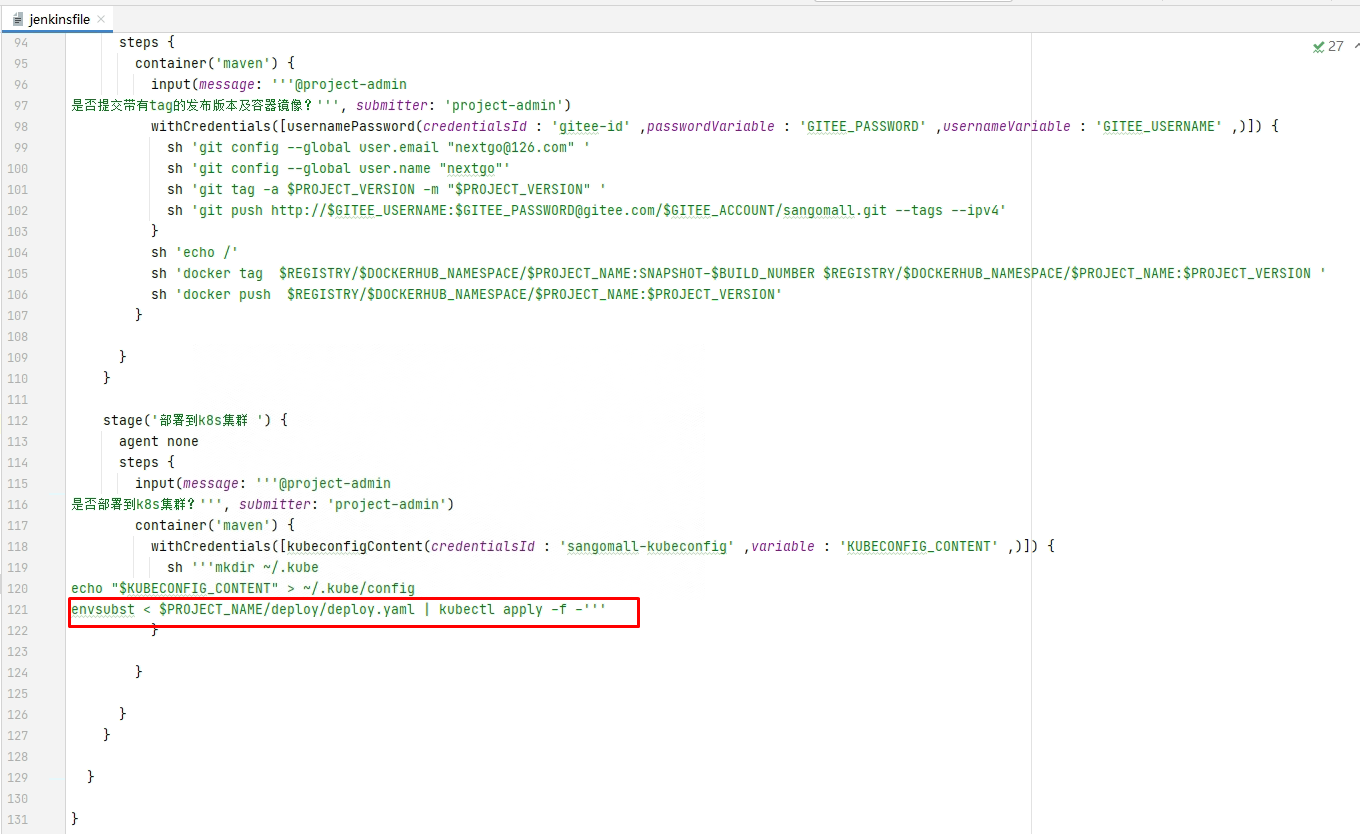 jenkinsfile
27
94 steps {
95 container('maven') {
96 input(message: '''@project-admin
97 是否提交带有tag的发布版本及容器镜像？''', submitter: 'project-admin')
98 withCredentials([usernamePassword(credentialsId : 'gitee-id' ,passwordVariable : 'GITEE_PASSWORD' ,usernameVariable : 'GITEE_USERNAME' ,)]) {
99 sh 'git config --global user.email "nextgo@126.com" '
100 sh 'git config --global user.name "nextgo"'
101 sh 'git tag -a $PROJECT_VERSION -m "$PROJECT_VERSION" '
102 sh 'git push http://$GITEE_USERNAME:$GITEE_PASSWORD@gitee.com/$GITEE_ACCOUNT/sangomall.git --tags --ipv4'
103 }
104 sh 'echo /'
105 sh 'docker tag  $REGISTRY/$DOCKERHUB_NAMESPACE/$PROJECT_NAME:SNAPSHOT-$BUILD_NUMBER $REGISTRY/$DOCKERHUB_NAMESPACE/$PROJECT_NAME:$PROJECT_VERSION '
106 sh 'docker push  $REGISTRY/$DOCKERHUB_NAMESPACE/$PROJECT_NAME:$PROJECT_VERSION'
107 }
108
109 }
110 }
111
112 stage('部署到k8s集群 ') {
113 agent none
114 steps {
115 input(message: '''@project-admin
116 是否部署到k8s集群？''', submitter: 'project-admin')
117 container('maven') {
118 withCredentials([kubeconfigContent(credentialsId : 'sangomall-kubeconfig' ,variable : 'KUBECONFIG_CONTENT' ,)]) {
119 sh '''mkdir ~/.kube
120 echo "$KUBECONFIG_CONTENT" > ~/.kube/config
121 envsubst < $PROJECT_NAME/deploy/deploy.yaml | kubectl apply -f -'''
122 }
123
124 }
125
126 }
127 }
128
129 }
130
131 }